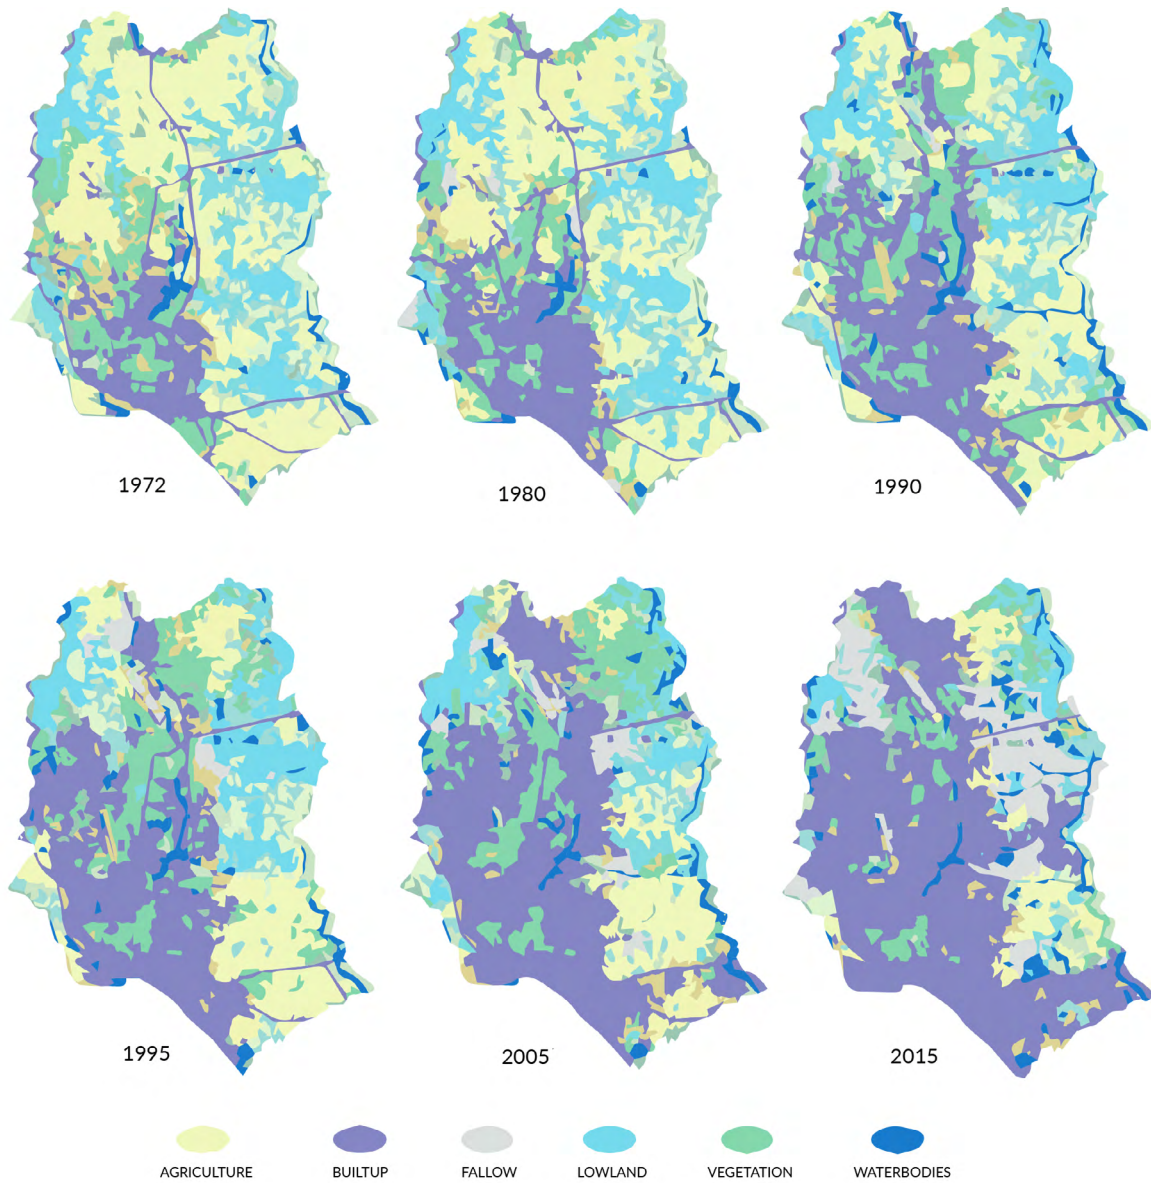 1972
1980
1990
1995
2005
2015
AGRICULTURE
BUILTUP
FALLOW
LOWLAND
VEGETATION
WATERBODIES